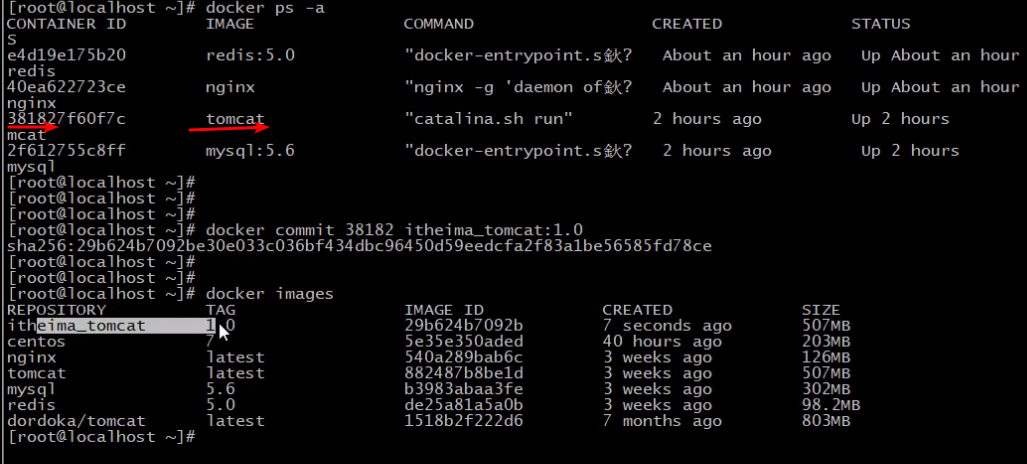 [root@localhost ~]# docker ps -a
CONTAINER ID IMAGE COMMAND CREATED STATUS
S
e4d19e175b20 redis:5.0 "docker-entrypoint.s鈥? About an hour ago Up About an hour
redis
40ea622723ce nginx "nginx -g 'daemon of鈥? About an hour ago Up About an hour
nginx
381827f60f7c tomcat "catalina.sh run" 2 hours ago Up 2 hours
mcat
2f612755c8ff mysql:5.6 "docker-entrypoint.s鈥? 2 hours ago Up 2 hours
mysql
[root@localhost ~]#
[root@localhost ~]#
[root@localhost ~]#
[root@localhost ~]# docker commit 38182 itheima_tomcat:1.0
sha256:29b624b7092be30e033c036bf434dbc96450d59eedcfa2f83a1be56585fd78ce
[root@localhost ~]#
[root@localhost ~]#
[root@localhost ~]# docker images
REPOSITORY TAG IMAGE ID CREATED SIZE
itheima_tomcat 1.0 29b624b7092b 7 seconds ago 507MB
centos 7 5e35e350aded 40 hours ago 203MB
nginx latest 540a289bab6c 3 weeks ago 126MB
tomcat latest 882487b8be1d 3 weeks ago 507MB
mysql 5.6 b3983abaa3fe 3 weeks ago 302MB
redis 5.0 de25a81a5a0b 3 weeks ago 98.2MB
dordoka/tomcat latest 1518b2f222d6 7 months ago 803MB
[root@localhost ~]#